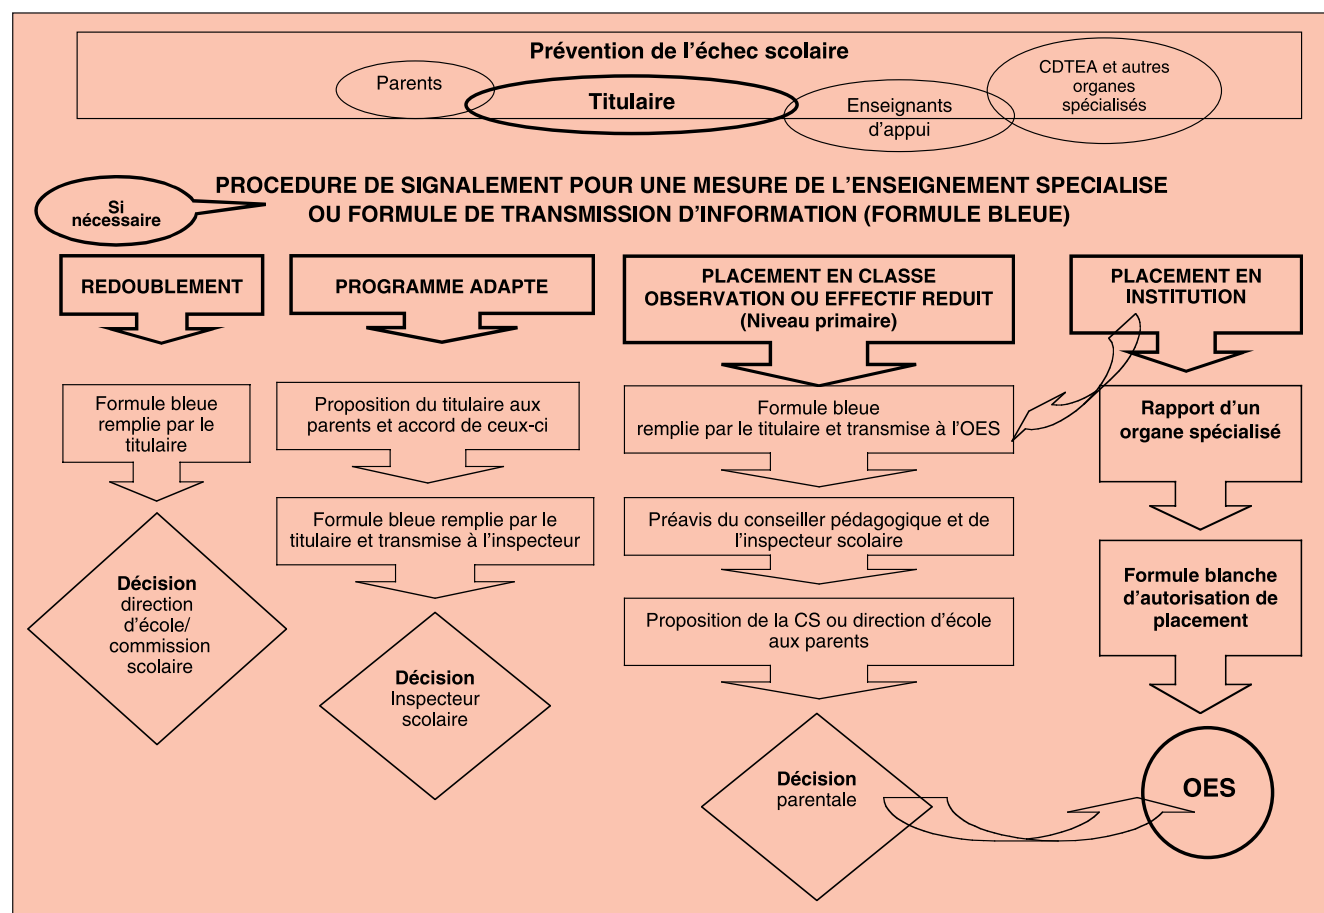 Prévention de l'échec scolaire
Parents
Titulaire
Enseignants
d'appui
CDTEA et autres
organes
spécialisés
Si
nécessaire
PROCEDURE DE SIGNALEMENT POUR UNE MESURE DE L'ENSEIGNEMENT SPECIALISE
OU FORMULE DE TRANSMISSION D'INFORMATION (FORMULE BLEUE)
REDOUBLEMENT
Formule bleue
remplie par le
titulaire
Décision
direction
d'école/
commission
scolaire
PROGRAMME ADAPTE
Proposition du titulaire aux
parents et accord de ceux-ci
Formule bleue remplie par le
titulaire et transmise à l'inspecteur
Décision
Inspecteur
scolaire
PLACEMENT EN CLASSE
OBSERVATION OU EFFECTIF REDUIT
(Niveau primaire)
Formule bleue
remplie par le titulaire et transmise à l'OES
Préavis du conseiller pédagogique et de
l'inspecteur scolaire
Proposition de la CS ou direction d'école
aux parents
Décision
parentale
PLACEMENT EN
INSTITUTION
Rapport d'un
organe spécialisé
Formule blanche
d'autorisation de
placement
OES